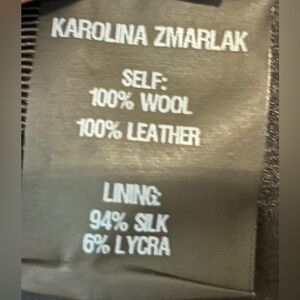 KAROLINA ZMARLAK
SELF:
100% WOOL
100% LEATHER
LINING:
94% SILK
6% LYCRA